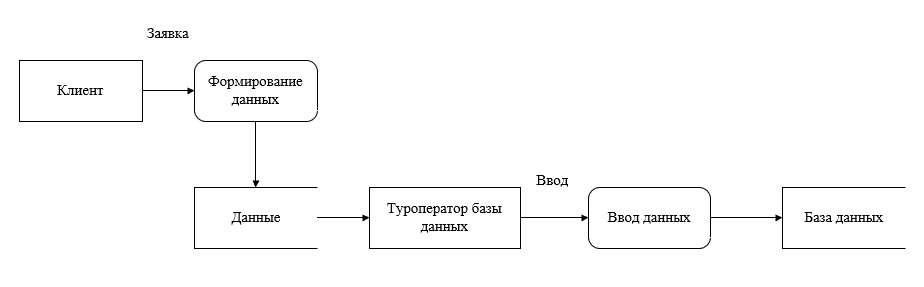 Заявка
Клиент
Формирование
данных
Данные
Туроператор базы
данных
Ввод
Ввод данных
База данных